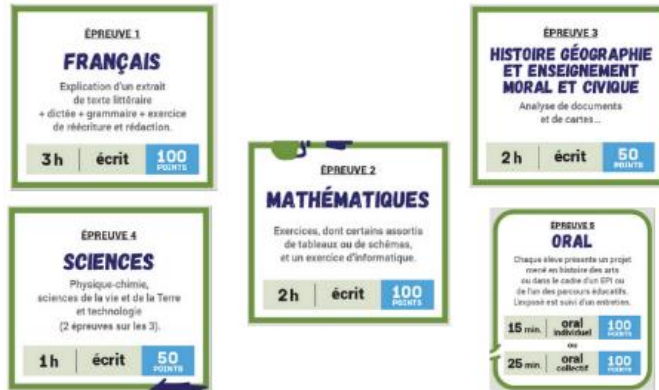 ÉPREUVE 1
FRANÇAIS
Explication d'un extrait
de texte littéraire
+ dictée + grammaire + exercice
de réécriture et rédaction.
3 h écrit 100
POINTS
ÉPREUVE 2
MATHÉMATIQUES
Exercices, dont certains assortis
de tableaux ou de schémas,
et un exercice d'informatique.
2 h écrit 100
POINTS
ÉPREUVE 3
HISTOIRE GÉOGRAPHIE
ET ENSEIGNEMENT
MORAL ET CIVIQUE
Analyse de documents
et de cartes...
2 h écrit 50
POINTS
ÉPREUVE 4
SCIENCES
Physique-chimie,
sciences de la vie et de la Terre
et technologie
(2 épreuves sur les 3).
1 h écrit 50
POINTS
ÉPREUVE 5
ORAL
Chaque élève présente un projet
mené en histoire des arts
ou dans le cadre d'un EPI ou
de l'un des parcours éducatifs.
L'exposé est suivi d'un entretien.
15 min. oral
individuel 100
POINTS
ou
25 min. oral
collectif 100
POINTS